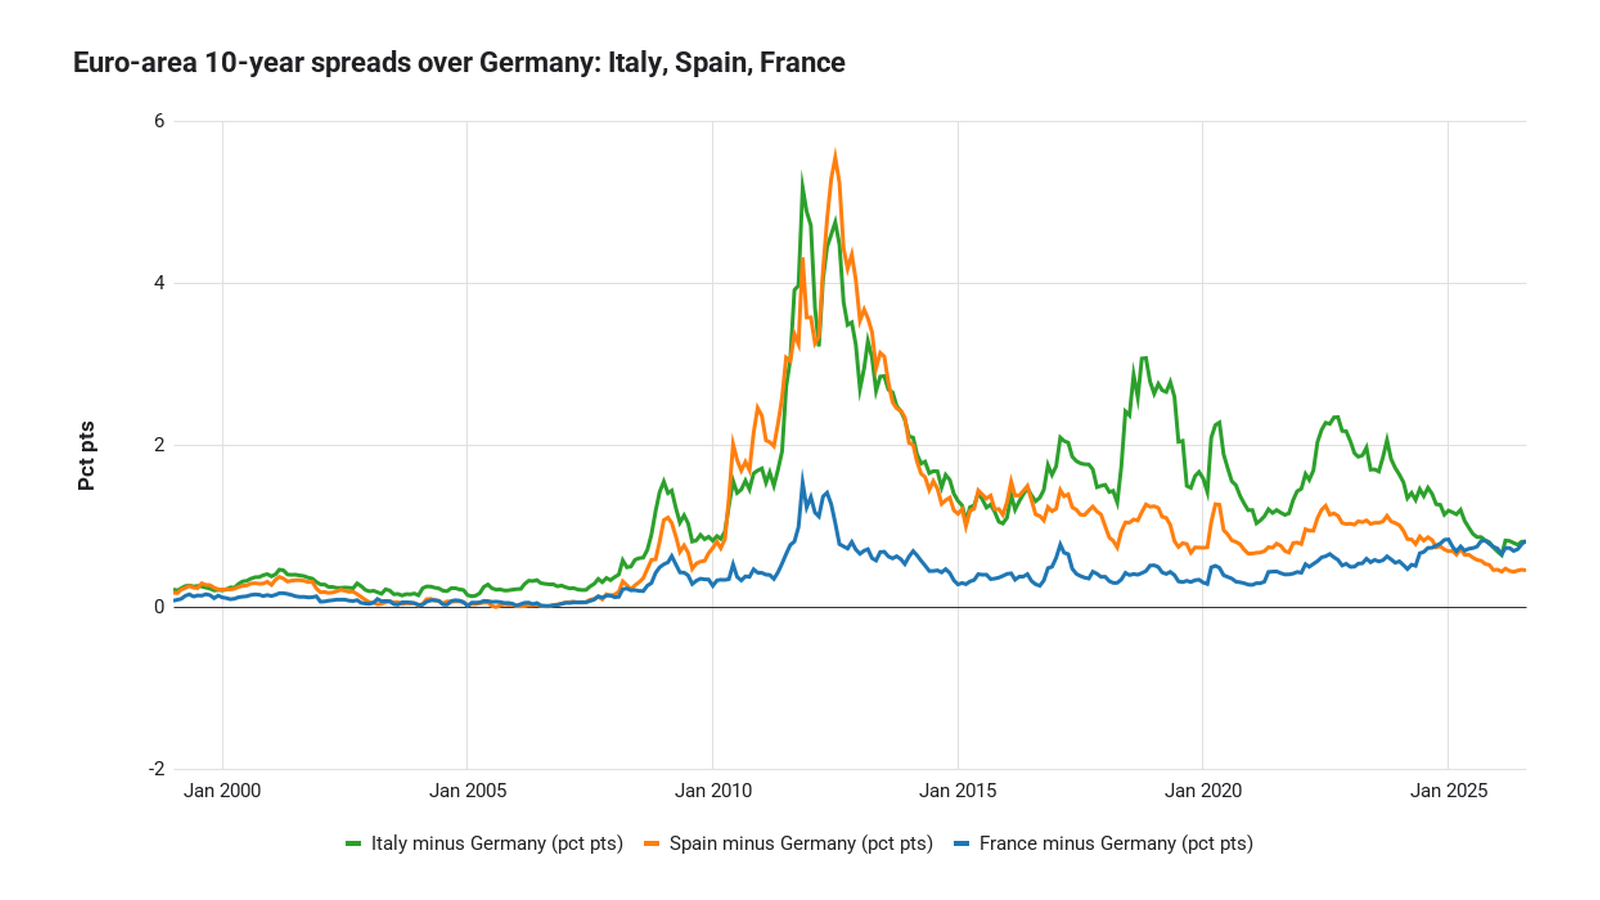 Euro-area 10-year spreads over Germany: Italy, Spain, France
Pct pts
6
4
2
0
-2
Jan 2000
Jan 2005
Jan 2010
Jan 2015
Jan 2020
Jan 2025
Italy minus Germany (pct pts)
Spain minus Germany (pct pts)
France minus Germany (pct pts)